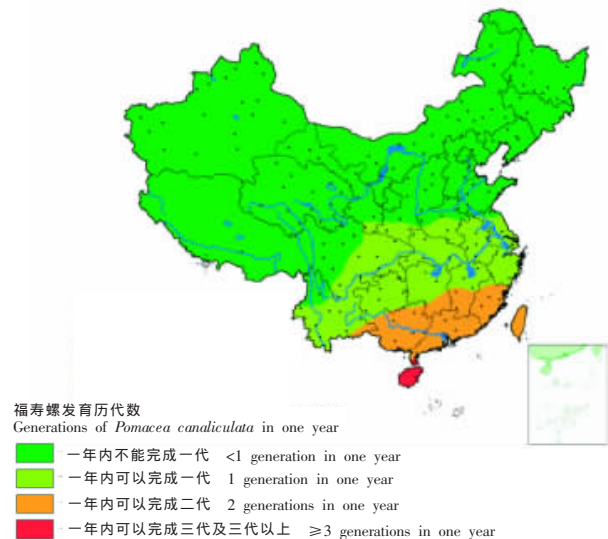 福寿螺发育历代数
Generations of Pomacea canaliculata in one year
一年内不能完成一代 <1 generation in one year
一年内可以完成一代 1 generation in one year
一年内可以完成二代 2 generations in one year
一年内可以完成三代及三代以上 ≥3 generations in one year